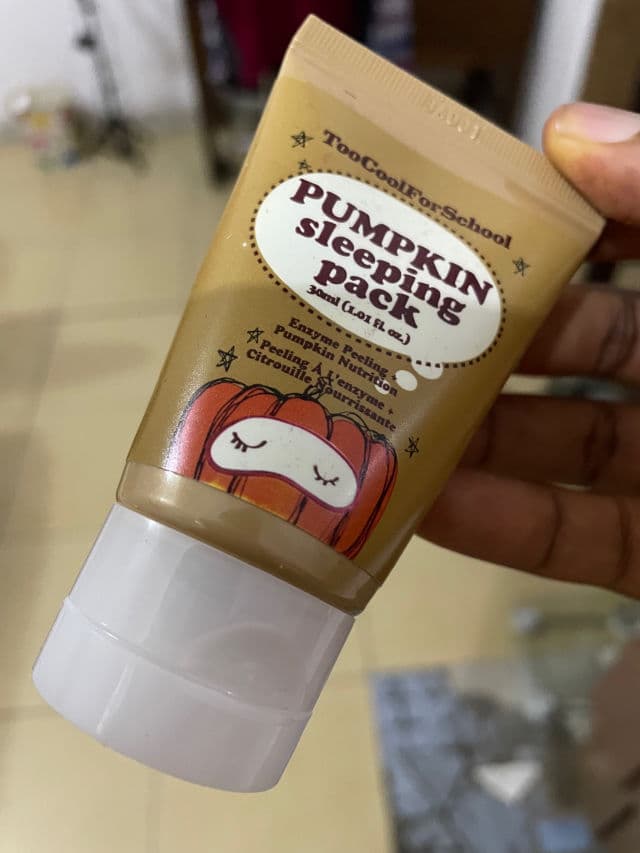 TooCoolForSchool
PUMPKIN
sleeping
pack
30ml (1.01 fl. oz.)
Enzyme Peeling +
Pumpkin Nutrition
Peeling À L'enzyme +
Citrouille Nourrissante